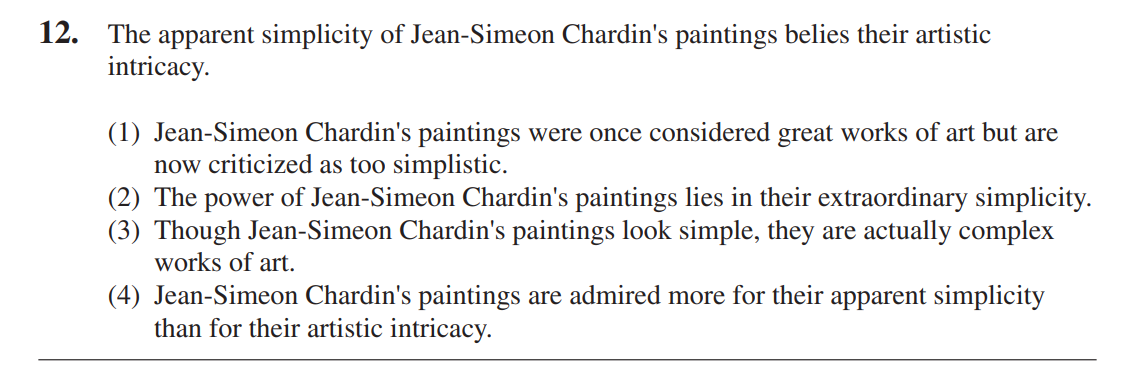 12. The apparent simplicity of Jean-Simeon Chardin's paintings belies their artistic
intricacy.
(1) Jean-Simeon Chardin's paintings were once considered great works of art but are
now criticized as too simplistic.
(2) The power of Jean-Simeon Chardin's paintings lies in their extraordinary simplicity.
(3) Though Jean-Simeon Chardin's paintings look simple, they are actually complex
works of art.
(4) Jean-Simeon Chardin's paintings are admired more for their apparent simplicity
than for their artistic intricacy.